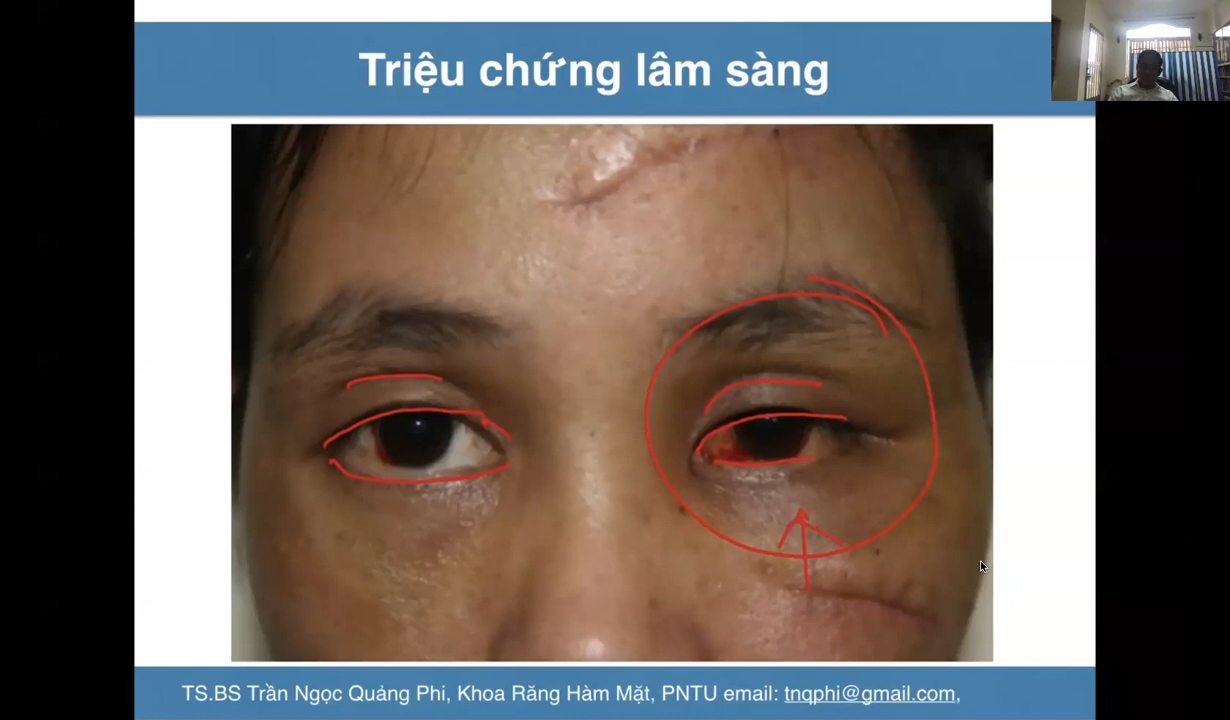 Triệu chứng lâm sàng
TS.BS Trần Ngọc Quảng Phi, Khoa Răng Hàm Mặt, PNTU email: tnqphi@gmail.com,